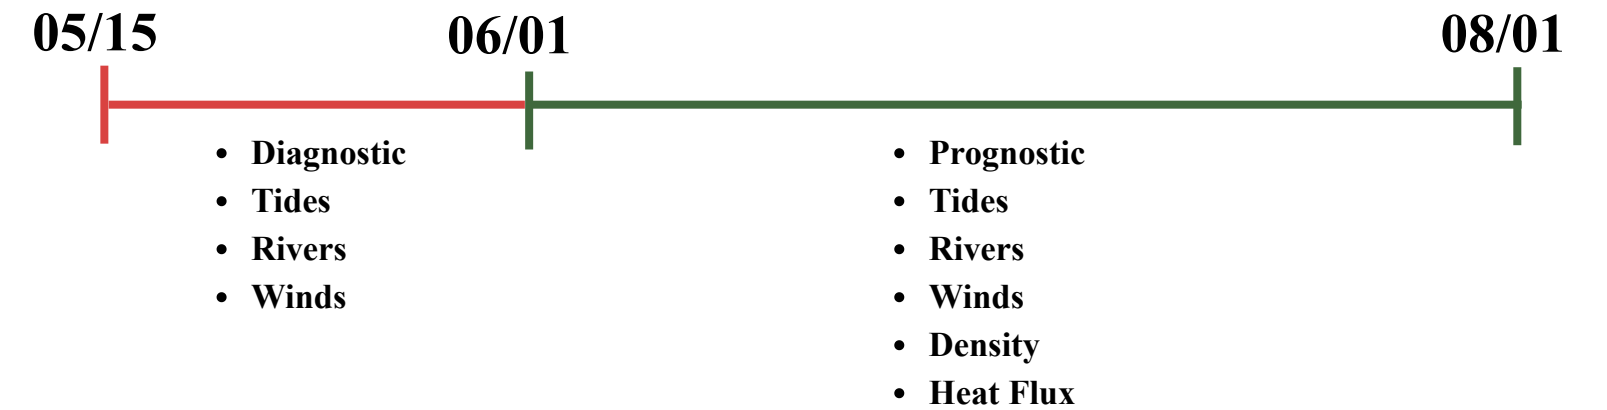 05/15
06/01
08/01
• Diagnostic
• Tides
• Rivers
• Winds
• Prognostic
• Tides
• Rivers
• Winds
• Density
• Heat Flux